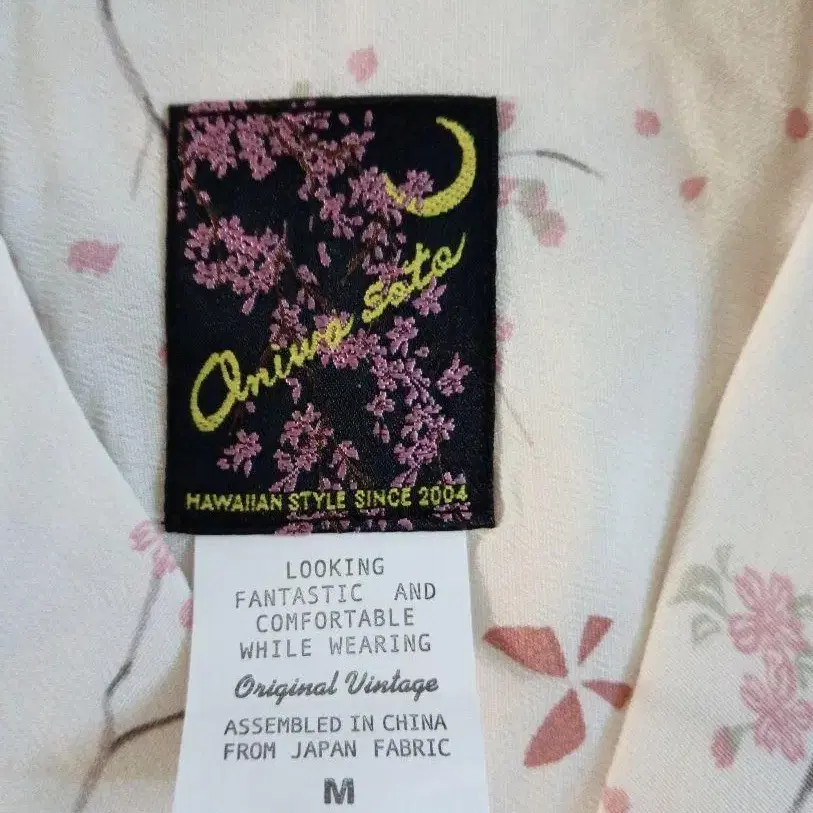 Oniwa Sato
HAWAIIAN STYLE SINCE 2004
LOOKING
FANTASTIC AND
COMFORTABLE
WHILE WEARING
Original Vintage
ASSEMBLED IN CHINA
FROM JAPAN FABRIC
M